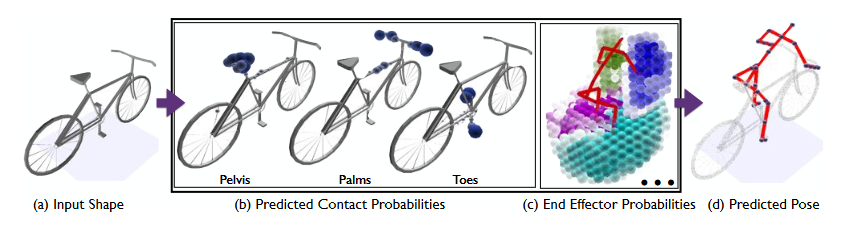 Pelvis
Palms
Toes
(a) Input Shape
(b) Predicted Contact Probabilities
(c) End Effector Probabilities
(d) Predicted Pose